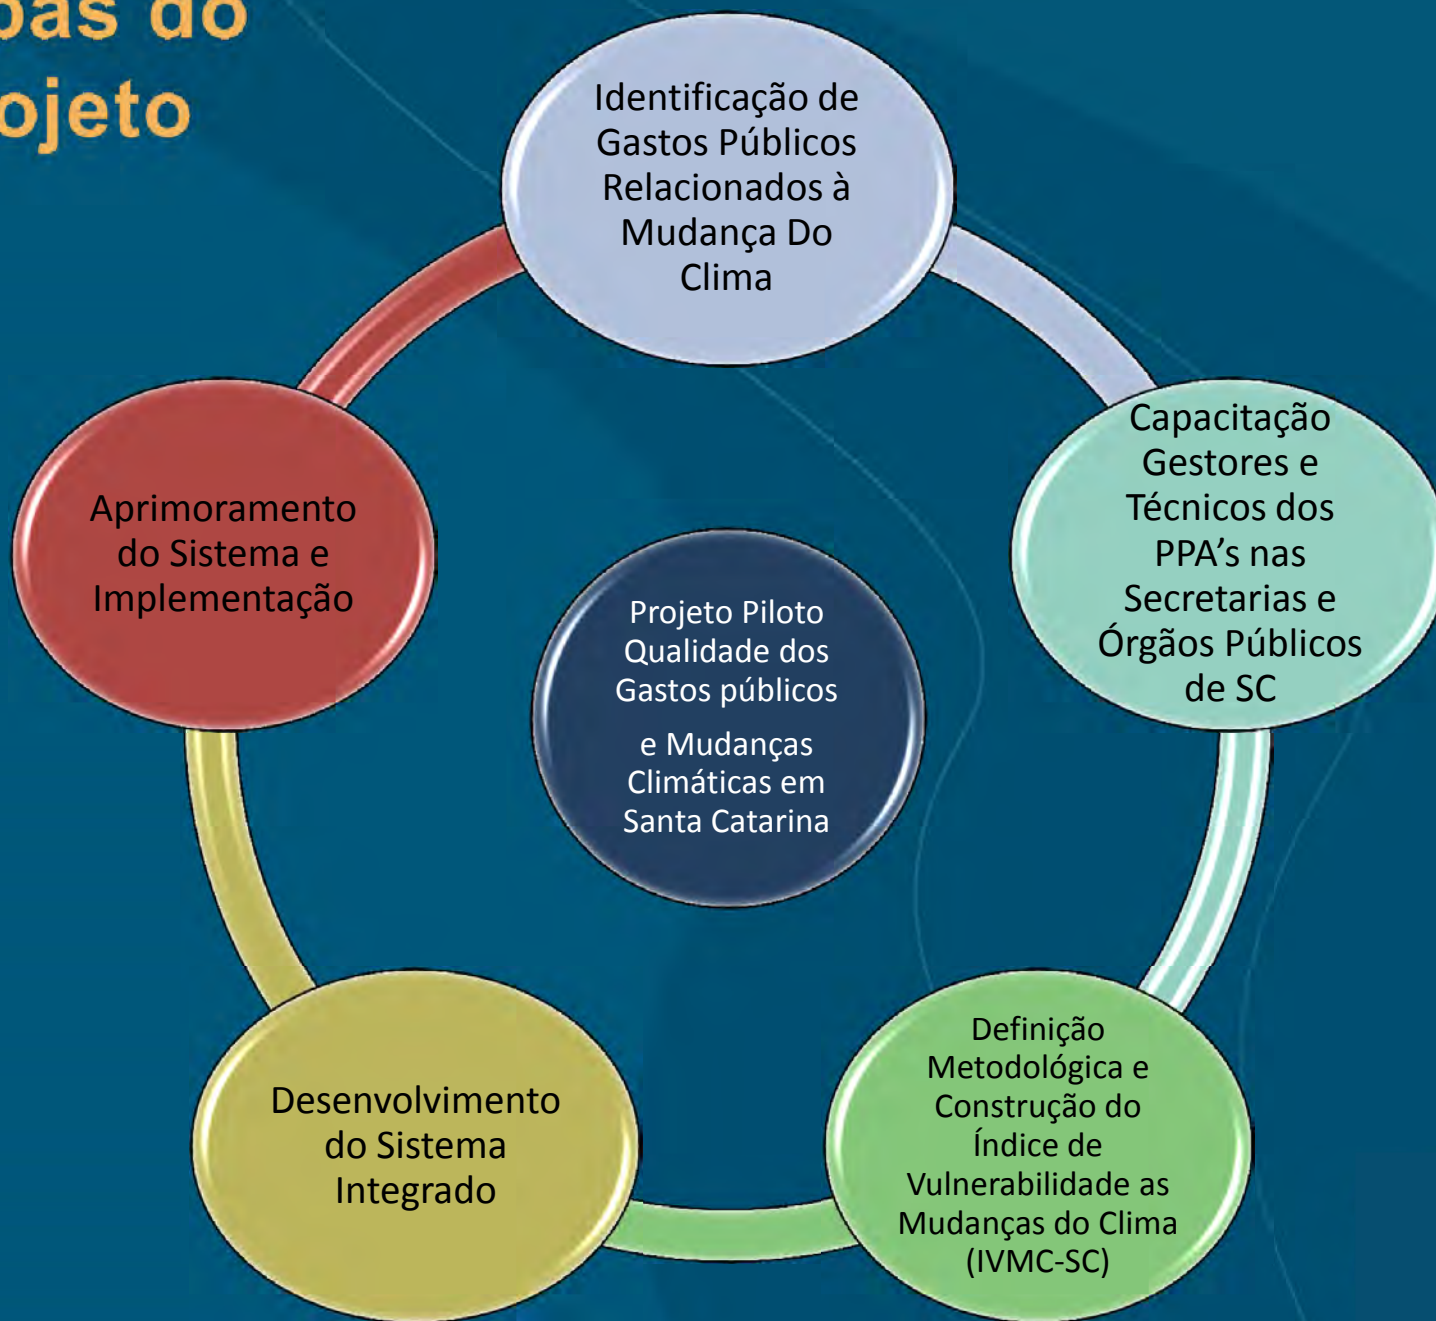 do
Identificação de
Gastos Públicos
Relacionados à
Mudança Do
Clima
Capacitação
Gestores e
Técnicos dos
PPA’s nas
Secretarias e
Órgãos Públicos
de SC
Definição
Metodológica e
Construção do
Índice de
Vulnerabilidade as
Mudanças do Clima
(IVMC-SC)
Desenvolvimento
do Sistema
Integrado
Aprimoramento
do Sistema e
Implementação
Projeto Piloto
Qualidade dos
Gastos públicos
e Mudanças
Climáticas em
Santa Catarina